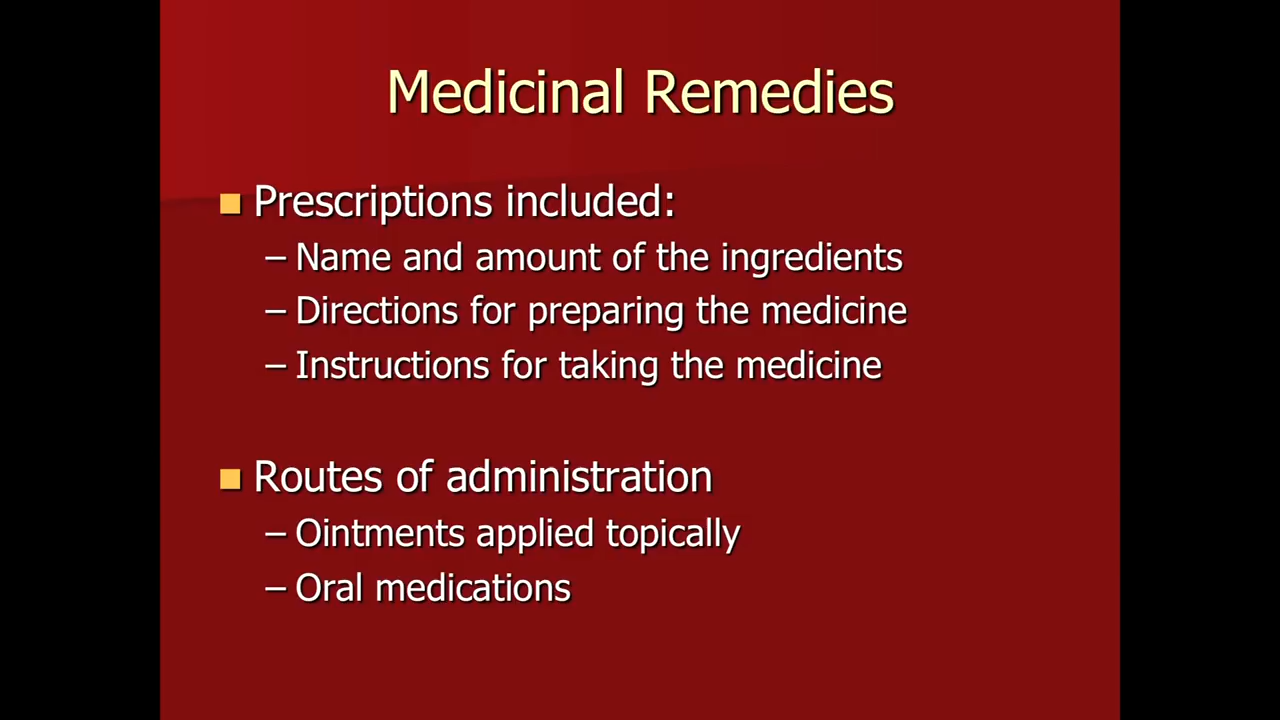 Medicinal Remedies
Prescriptions included:
– Name and amount of the ingredients
– Directions for preparing the medicine
– Instructions for taking the medicine
Routes of administration
– Ointments applied topically
– Oral medications